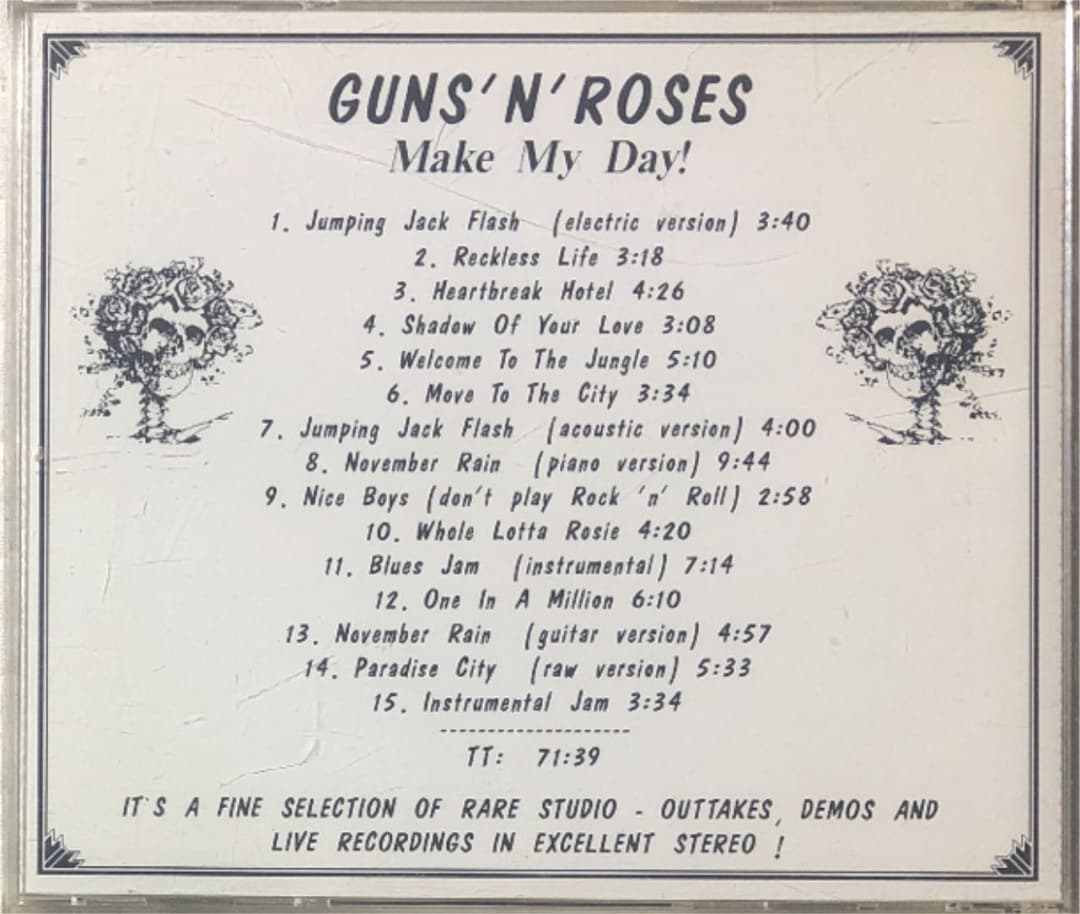 GUNS'N'ROSES
Make My Day!
1. Jumping Jack Flash (electric version) 3:40
2. Reckless Life 3:18
3. Heartbreak Hotel 4:26
4. Shadow Of Your Love 3:08
5. Welcome To The Jungle 5:10
6. Move To The City 3:34
7. Jumping Jack Flash (acoustic version) 4:00
8. November Rain (piano version) 9:44
9. Nice Boys (don't play Rock 'n' Roll) 2:58
10. Whole Lotta Rosie 4:20
11. Blues Jam (instrumental) 7:14
12. One In A Million 6:10
13. November Rain (guitar version) 4:57
14. Paradise City (raw version) 5:33
15. Instrumental Jam 3:34
--------------------
TT: 71:39
IT`S A FINE SELECTION OF RARE STUDIO - OUTTAKES, DEMOS AND
LIVE RECORDINGS IN EXCELLENT STEREO !